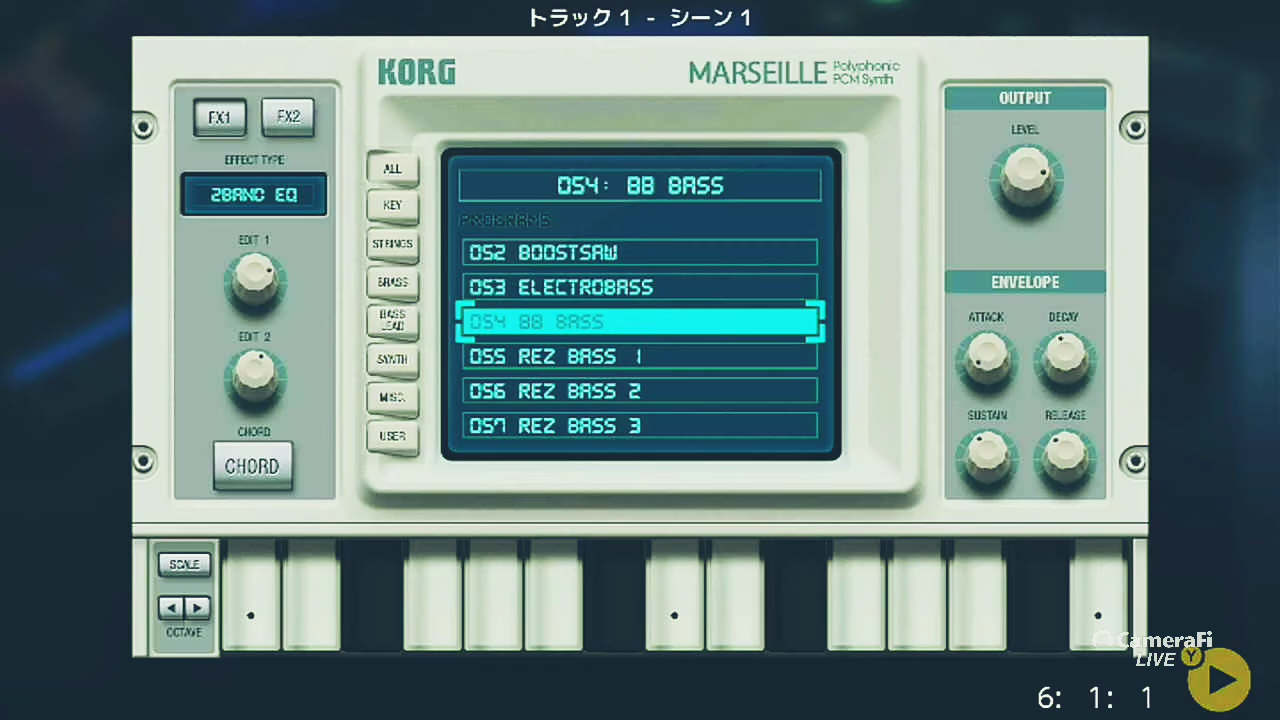 トラック 1 - シーン 1
KORG
MARSEILLE Polyphonic PCM Synth
FX1 FX2
EFFECT TYPE
2BAND EQ
EDIT 1
EDIT 2
CHORD
CHORD
ALL
KEY
STRINGS
BRASS
BASS LEAD
SYNTH
MISC.
USER
054: BB BASS
PROGRAMS
052 BOOSTSAW
053 ELECTROBASS
054 BB BASS
055 REZ BASS 1
056 REZ BASS 2
057 REZ BASS 3
OUTPUT
LEVEL
ENVELOPE
ATTACK DECAY
SUSTAIN RELEASE
SCALE
OCTAVE
CameraFi
LIVE
Y
6: 1: 1